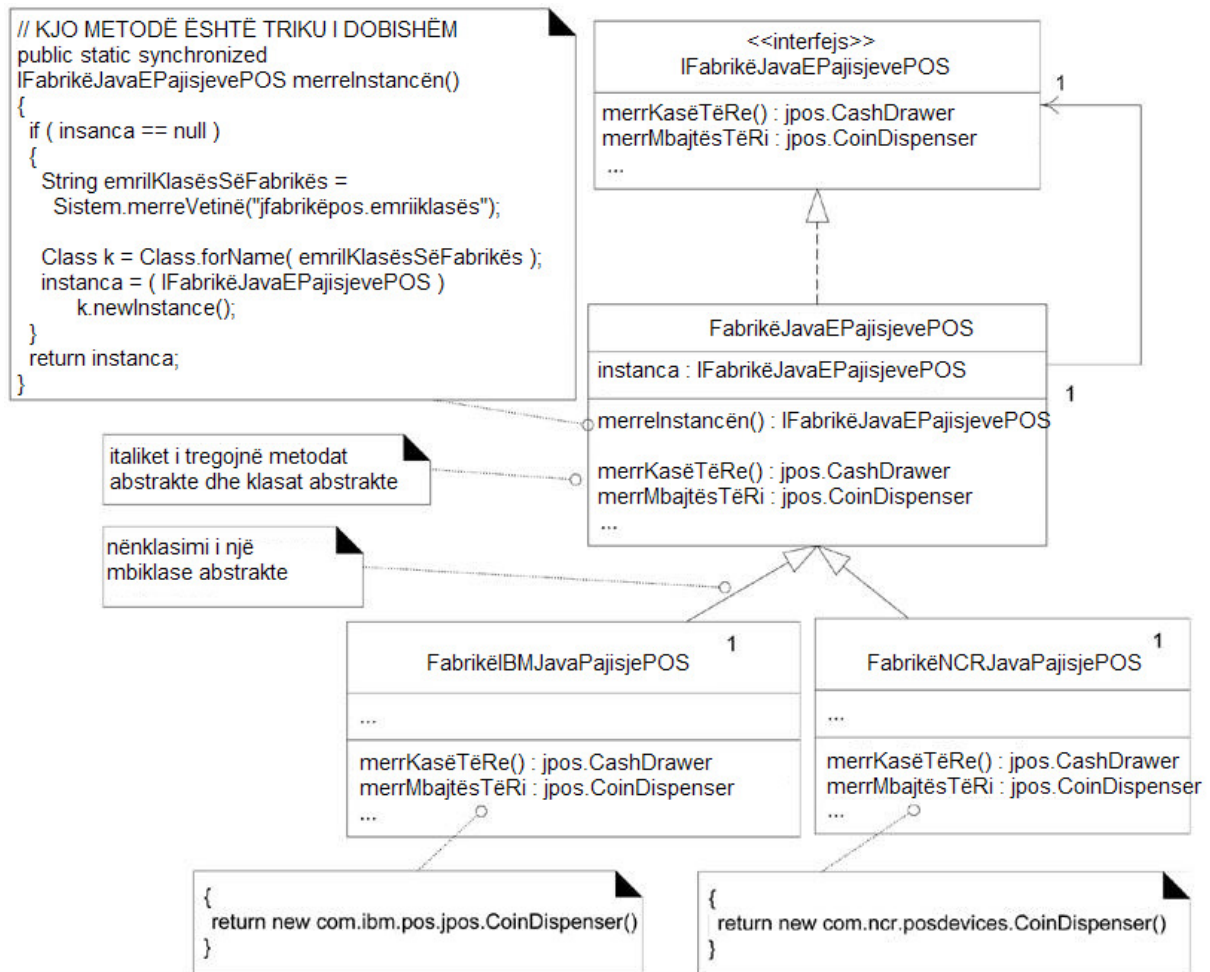 // KJO METODË ËSHTË TRIKU I DOBISHËM
public static synchronized
IFabrikëJavaEPajisjevePOS merreInstancën()
{
if ( insanca == null )
{
String emriIKlasësSëFabrikës =
Sistem.merreVetinë("jfabrikëpos.emriiklasës");
Class k = Class.forName( emriIKlasësSëFabrikës );
instanca = ( IFabrikëJavaEPajisjevePOS )
k.newInstance();
}
return instanca;
}
<<interfejs>>
IFabrikëJavaEPajisjevePOS
1
merrKasëTëRe() : jpos.CashDrawer
merrMbajtësTëRi : jpos.CoinDispenser
...
FabrikëJavaEPajisjevePOS
instanca : IFabrikëJavaEPajisjevePOS
1
merreInstancën() : IFabrikëJavaEPajisjevePOS
merrKasëTëRe() : jpos.CashDrawer
merrMbajtësTëRi : jpos.CoinDispenser
...
italiket i tregojnë metodat
abstrakte dhe klasat abstrakte
nënklasimi i një
mbiklase abstrakte
1
FabrikëIBMJavaPajisjePOS
...
merrKasëTëRe() : jpos.CashDrawer
merrMbajtësTëRi : jpos.CoinDispenser
...
1
FabrikëNCRJavaPajisjePOS
...
merrKasëTëRe() : jpos.CashDrawer
merrMbajtësTëRi : jpos.CoinDispenser
...
{
return new com.ibm.pos.jpos.CoinDispenser()
}
{
return new com.ncr.posdevices.CoinDispenser()
}